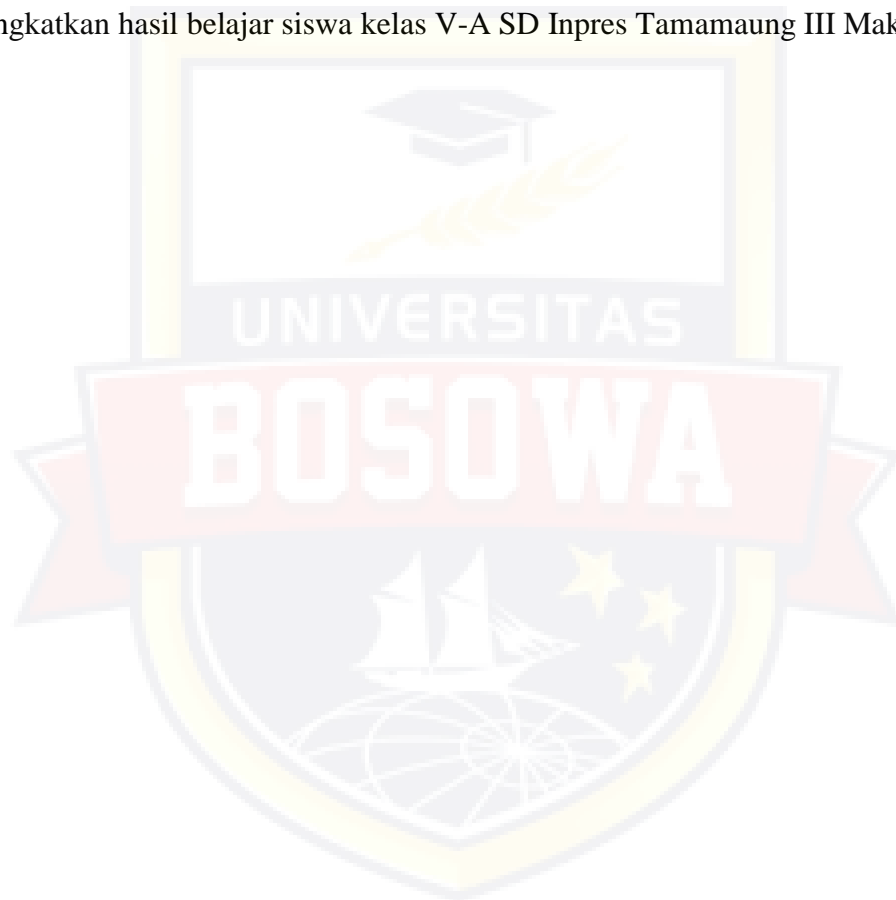 ngkatkan hasil belajar siswa kelas V-A SD Inpres Tamamaung III Mak
UNIVERSITAS
BOSOWA